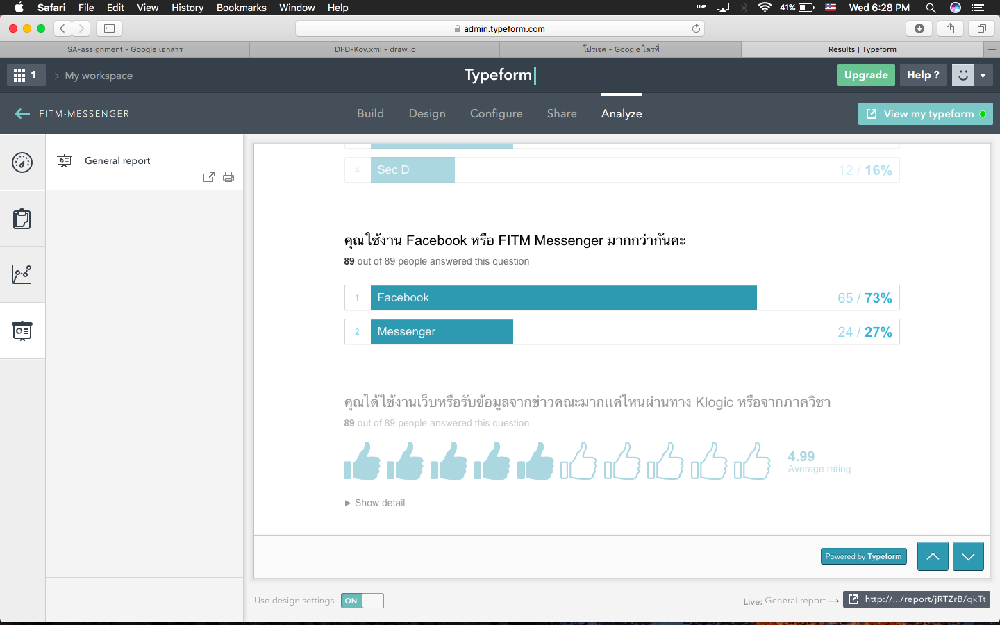 Safari File Edit View History Bookmarks Window Help LINE 41% Wed 6:28 PM
admin.typeform.com
SA-assignment - Google เอกสาร DFD-Koy.xml - draw.io โปรเจค - Google ไดรฟ์ Results | Typeform
1 My workspace Typeform Upgrade Help ?
FITM-MESSENGER Build Design Configure Share Analyze View my typeform
General report
4 Sec D 12 / 16%
คุณใช้งาน Facebook หรือ FITM Messenger มากกว่ากันคะ
89 out of 89 people answered this question
1 Facebook 65 / 73%
2 Messenger 24 / 27%
คุณได้ใช้งานเว็บหรือรับข้อมูลจากข่าวคณะมากแค่ไหนผ่านทาง Klogic หรือจากภาควิชา
89 out of 89 people answered this question
4.99
Average rating
Show detail
Powered by Typeform
Use design settings ON Live: General report → http://.../report/jRTZrB/qkTt